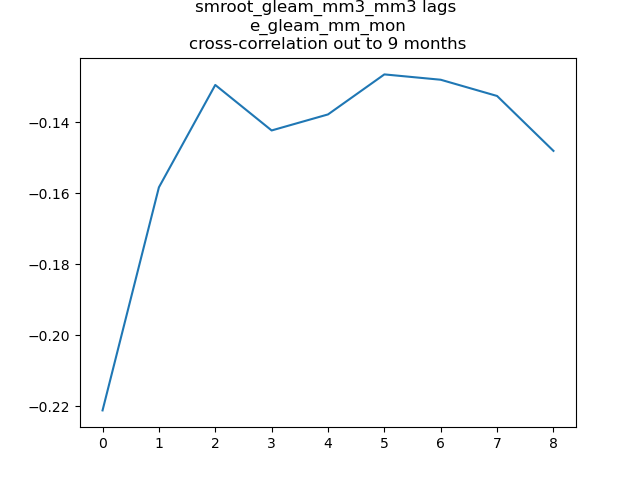 smroot_gleam_mm3_mm3 lags
e_gleam_mm_mon
cross-correlation out to 9 months
−0.14
−0.16
−0.18
−0.20
−0.22
0 1 2 3 4 5 6 7 8